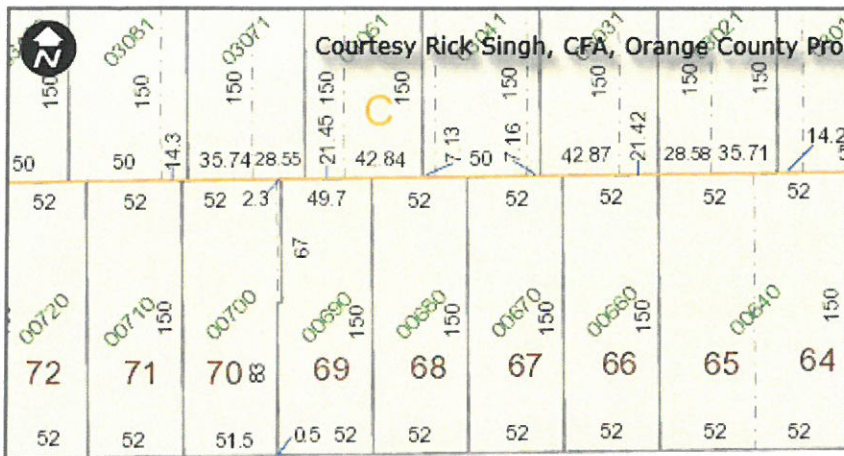 N
Courtesy Rick Singh, CFA, Orange County Pro
03081 03071 03011 03021
150 150 150 150 150 150 150 150 150
C
14.3 21.45 7.13 7.16 21.42 14.2
50 50 35.74 28.55 42.84 50 42.87 28.58 35.71
52 52 52 2.3 49.7 52 52 52 52 52
67
00720 00710 00700 00690 00680 00670 00660 00640
150 150 150 150 150 150
72 71 70 83 69 68 67 66 65 64
52 52 51.5 0.5 52 52 52 52 52 52